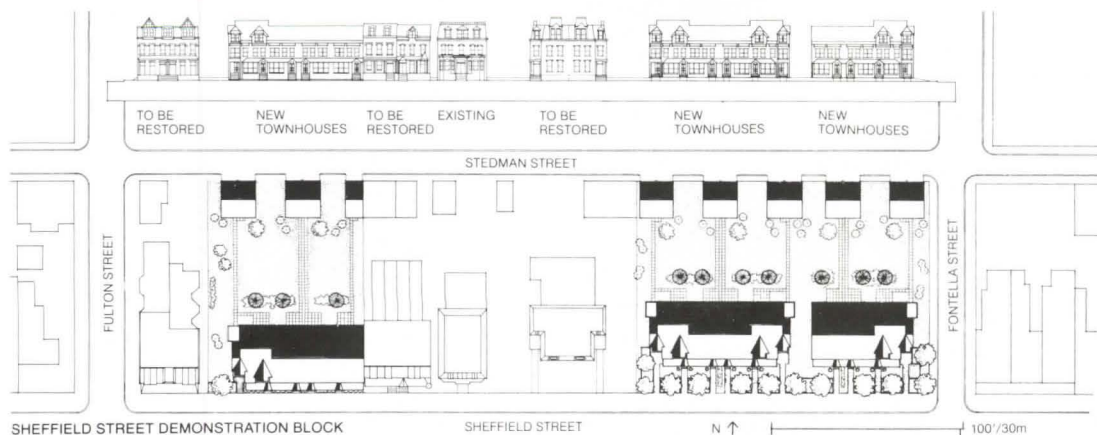 TO BE
RESTORED
NEW
TOWNHOUSES
TO BE
RESTORED
EXISTING
TO BE
RESTORED
NEW
TOWNHOUSES
NEW
TOWNHOUSES
STEDMAN STREET
FULTON STREET
FONTELLA STREET
SHEFFIELD STREET DEMONSTRATION BLOCK
SHEFFIELD STREET
N
100'/30m